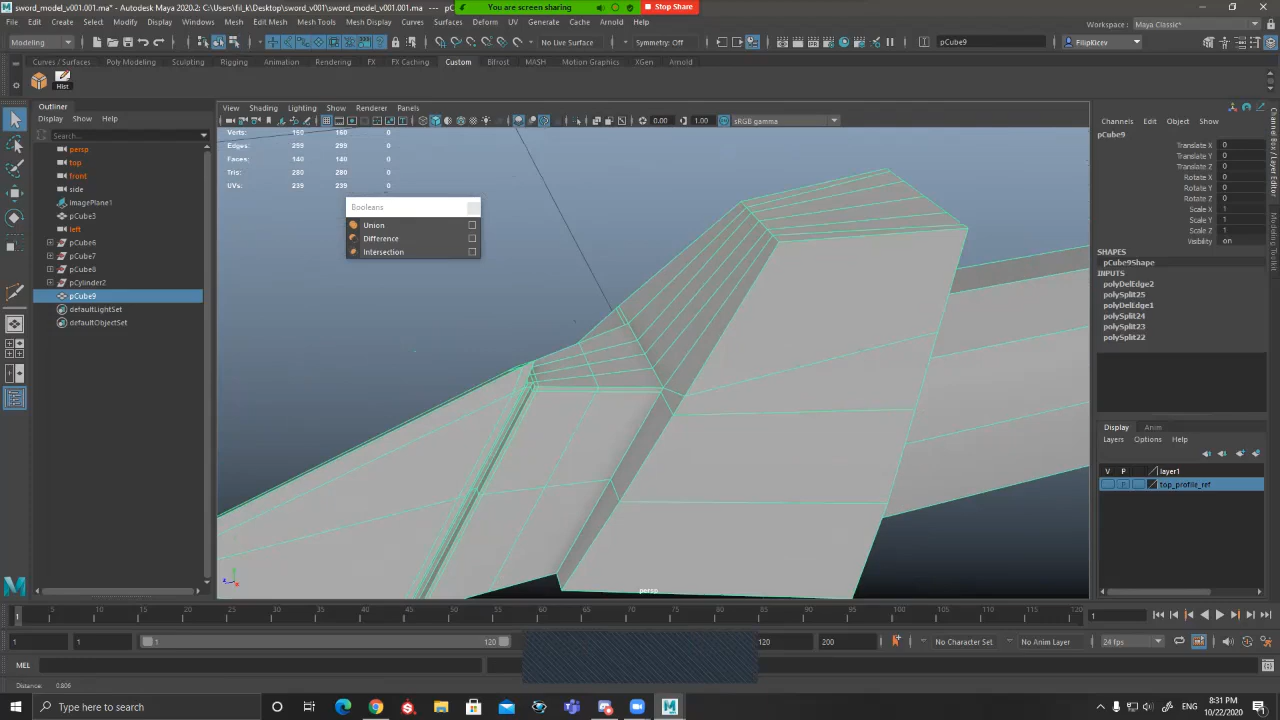 sword_model_v001.001.ma* - Autodesk Maya 2020.2: C:\Users\fil_k\Desktop\sword_v001\sword_model_v001.001.ma --- pC
You are screen sharing
Stop Share
File Edit Create Select Modify Display Windows Mesh Edit Mesh Mesh Tools Mesh Display Curves Surfaces Deform UV Generate Cache Arnold Help
Workspace : Maya Classic*
Modeling
No Live Surface
Symmetry: Off
pCube9
FilipKicev
Curves / Surfaces Poly Modeling Sculpting Rigging Animation Rendering FX FX Caching Custom Bifrost MASH Motion Graphics XGen Arnold
Hist
Outliner
Display Show Help
Search...
persp
top
front
side
imagePlane1
pCube3
left
pCube6
pCube7
pCube8
pCylinder2
pCube9
defaultLightSet
defaultObjectSet
View Shading Lighting Show Renderer Panels
0.00
1.00
sRGB gamma
Verts: 150 160 0
Edges: 299 299 0
Faces: 140 140 0
Tris: 280 280 0
UVs: 239 239 0
Booleans
Union
Difference
Intersection
persp
Channels Edit Object Show
pCube9
Translate X 0
Translate Y 0
Translate Z 0
Rotate X 0
Rotate Y 0
Rotate Z 0
Scale X 1
Scale Y 1
Scale Z 1
Visibility on
SHAPES
pCube9Shape
INPUTS
polyDelEdge2
polySplit25
polyDelEdge1
polySplit24
polySplit23
polySplit22
Channel Box / Layer Editor
Modeling Toolkit
Display Anim
Layers Options Help
V P layer1
P top_profile_ref
1 5 10 15 20 25 30 35 40 45 50 55 60 65 70 75 80 85 90 95 100 105 110 115 120
1
1 1 1 120 120 200
No Character Set
No Anim Layer
24 fps
MEL
Distance: 0.806
Type here to search
8:31 PM
10/22/2020